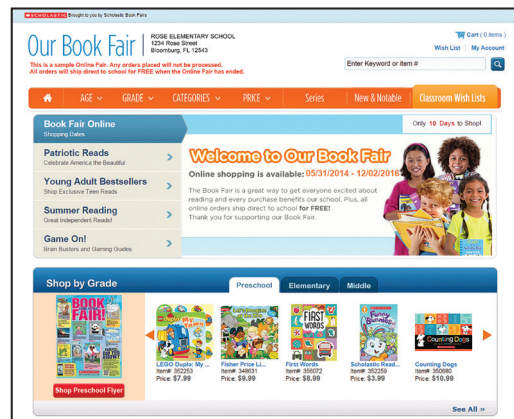 SCHOLASTIC Brought to you by Scholastic Book Fairs
Our Book Fair
ROSE ELEMENTARY SCHOOL
1234 Rose Street
Bloomburg, FL 12543
Cart ( 0 items )
Wish List | My Account
This is a sample Online Fair. Any orders placed will not be processed.
All orders will ship direct to school for FREE when the Online Fair has ended.
Enter Keyword or item #
AGE GRADE CATEGORIES PRICE Series New & Notable Classroom Wish Lists
Book Fair Online
Shopping Dates
Only 10 Days to Shop!
Patriotic Reads
Celebrate America the Beautiful
Young Adult Bestsellers
Shop Exclusive Teen Reads
Summer Reading
Great Independent Reads!
Game On!
Brain Busters and Gaming Guides
Welcome to Our Book Fair
Online shopping is available: 05/31/2014 - 12/02/2016
The Book Fair is a great way to get everyone excited about
reading and every purchase benefits our school. Plus, all
online orders ship direct to school for FREE!
Thank you for supporting our Book Fair.
Shop by Grade
Preschool Elementary Middle
BOOK
FAIR!
Shop Preschool Flyer
FIRST
WORDS
Funny
Bunnies
Counting Dogs
LEGO Duplo: My ...
Item#: 352253
Price: $7.99
Fisher Price Li...
Item#: 348631
Price: $9.99
First Words
Item#: 356072
Price: $8.99
Scholastic Read...
Item#: 352259
Price: $3.99
Counting Dogs
Item#: 350680
Price: $10.99
See All »